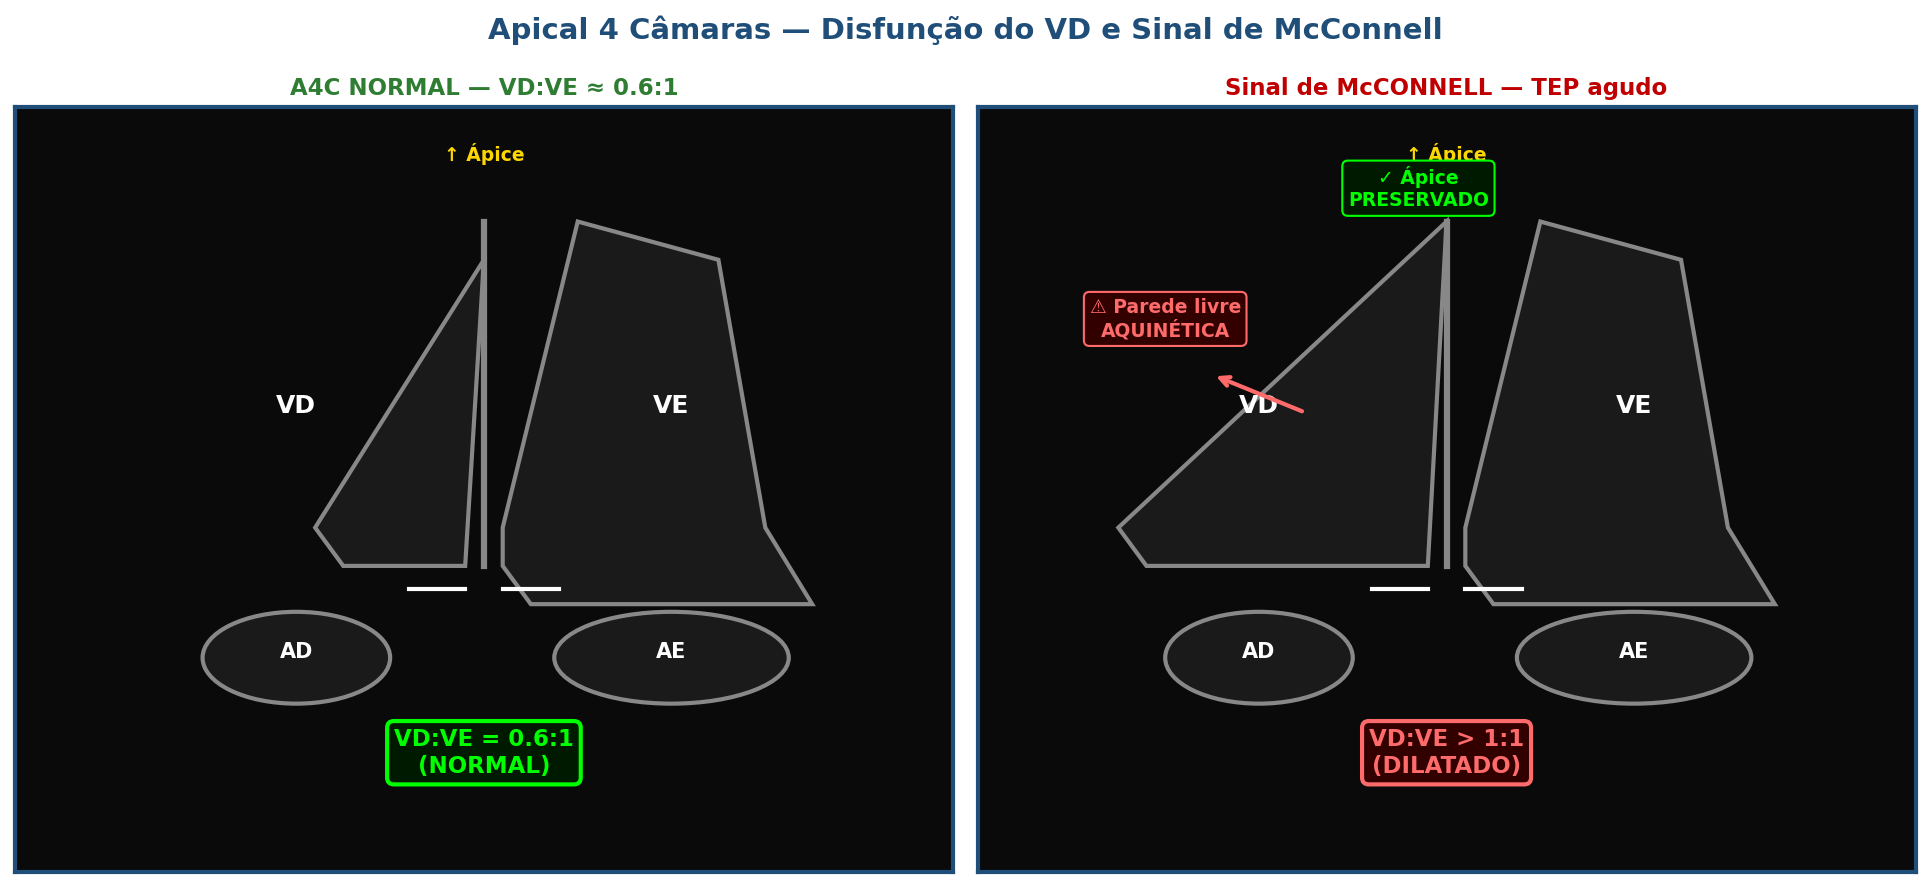 Apical 4 Câmaras — Disfunção do VD e Sinal de McConnell
A4C NORMAL — VD:VE ≈ 0.6:1
↑ Ápice
VD
VE
AD
AE
VD:VE = 0.6:1
(NORMAL)
Sinal de McCONNELL — TEP agudo
↑ Ápice
✓ Ápice
PRESERVADO
⚠ Parede livre
AQUINÉTICA
VD
VE
AD
AE
VD:VE > 1:1
(DILATADO)